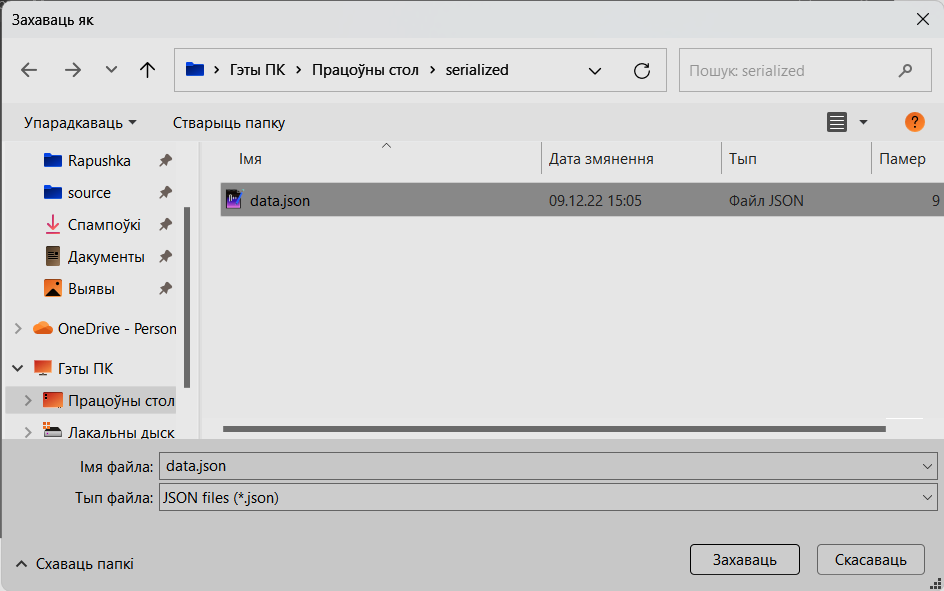 Захаваць як
Гэты ПК Працоўны стол serialized
Пошук: serialized
Упарадкаваць Стварыць папку
?
Імя Дата змянення Тып Памер
data.json 09.12.22 15:05 Файл JSON 9
Rapushka
source
Спампоўкі
Дакументы
Выявы
OneDrive - Person
Гэты ПК
Працоўны стол
Лакальны дыск
Імя файла: data.json
Тып файла: JSON files (*.json)
Схаваць папкі Захаваць Скасаваць